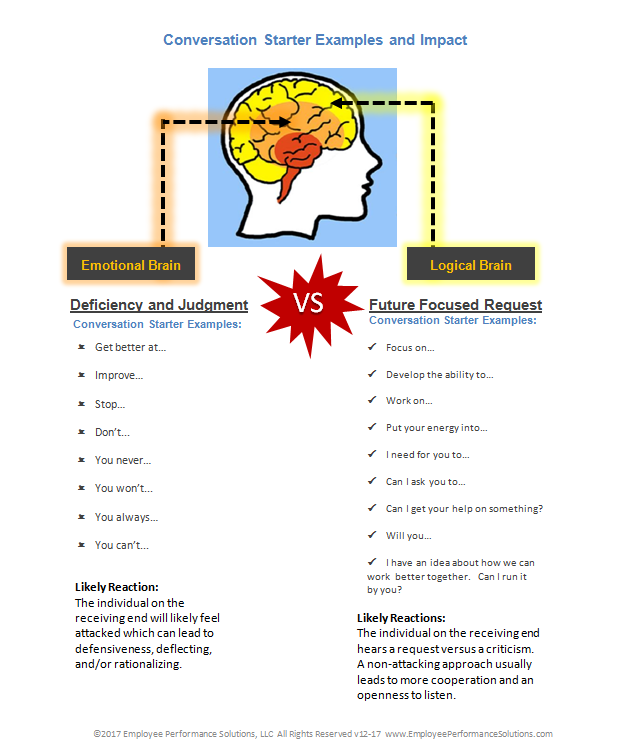 Conversation Starter Examples and Impact
Emotional Brain
Logical Brain
VS
Deficiency and Judgment
Conversation Starter Examples:
Get better at...
Improve...
Stop...
Don't...
You never...
You won't...
You always...
You can't...
Likely Reaction:
The individual on the
receiving end will likely feel
attacked which can lead to
defensiveness, deflecting,
and/or rationalizing.
Future Focused Request
Conversation Starter Examples:
Focus on...
Develop the ability to...
Work on...
Put your energy into...
I need for you to...
Can I ask you to...
Can I get your help on something?
Will you...
I have an idea about how we can
work better together. Can I run it
by you?
Likely Reactions:
The individual on the receiving end
hears a request versus a criticism.
A non-attacking approach usually
leads to more cooperation and an
openness to listen.
©2017 Employee Performance Solutions, LLC All Rights Reserved v12-17 www.EmployeePerformanceSolutions.com